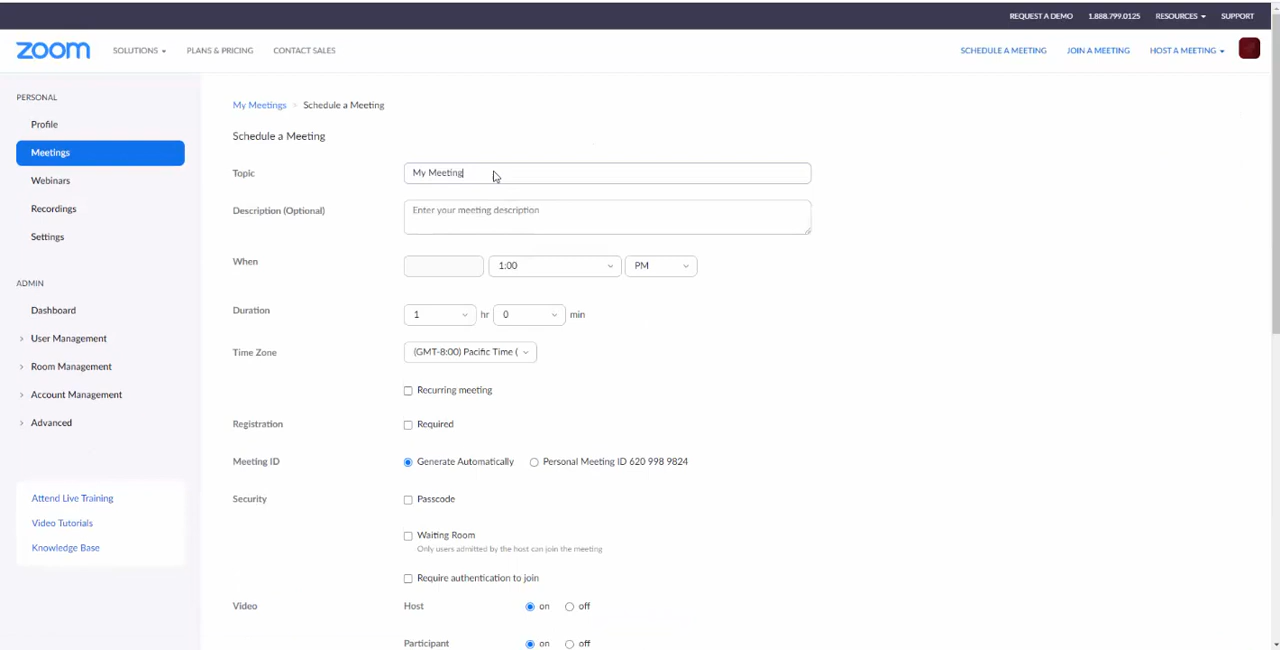 REQUEST A DEMO 1.888.799.0125 RESOURCES SUPPORT
zoom SOLUTIONS PLANS & PRICING CONTACT SALES SCHEDULE A MEETING JOIN A MEETING HOST A MEETING
PERSONAL
Profile
Meetings
Webinars
Recordings
Settings
ADMIN
Dashboard
> User Management
> Room Management
> Account Management
> Advanced
Attend Live Training
Video Tutorials
Knowledge Base
My Meetings > Schedule a Meeting
Schedule a Meeting
Topic My Meeting
Description (Optional) Enter your meeting description
When 1:00 PM
Duration 1 hr 0 min
Time Zone (GMT-8:00) Pacific Time (
Recurring meeting
Registration Required
Meeting ID Generate Automatically Personal Meeting ID 620 998 9824
Security Passcode
Waiting Room
Only users admitted by the host can join the meeting
Require authentication to join
Video Host on off
Participant on off